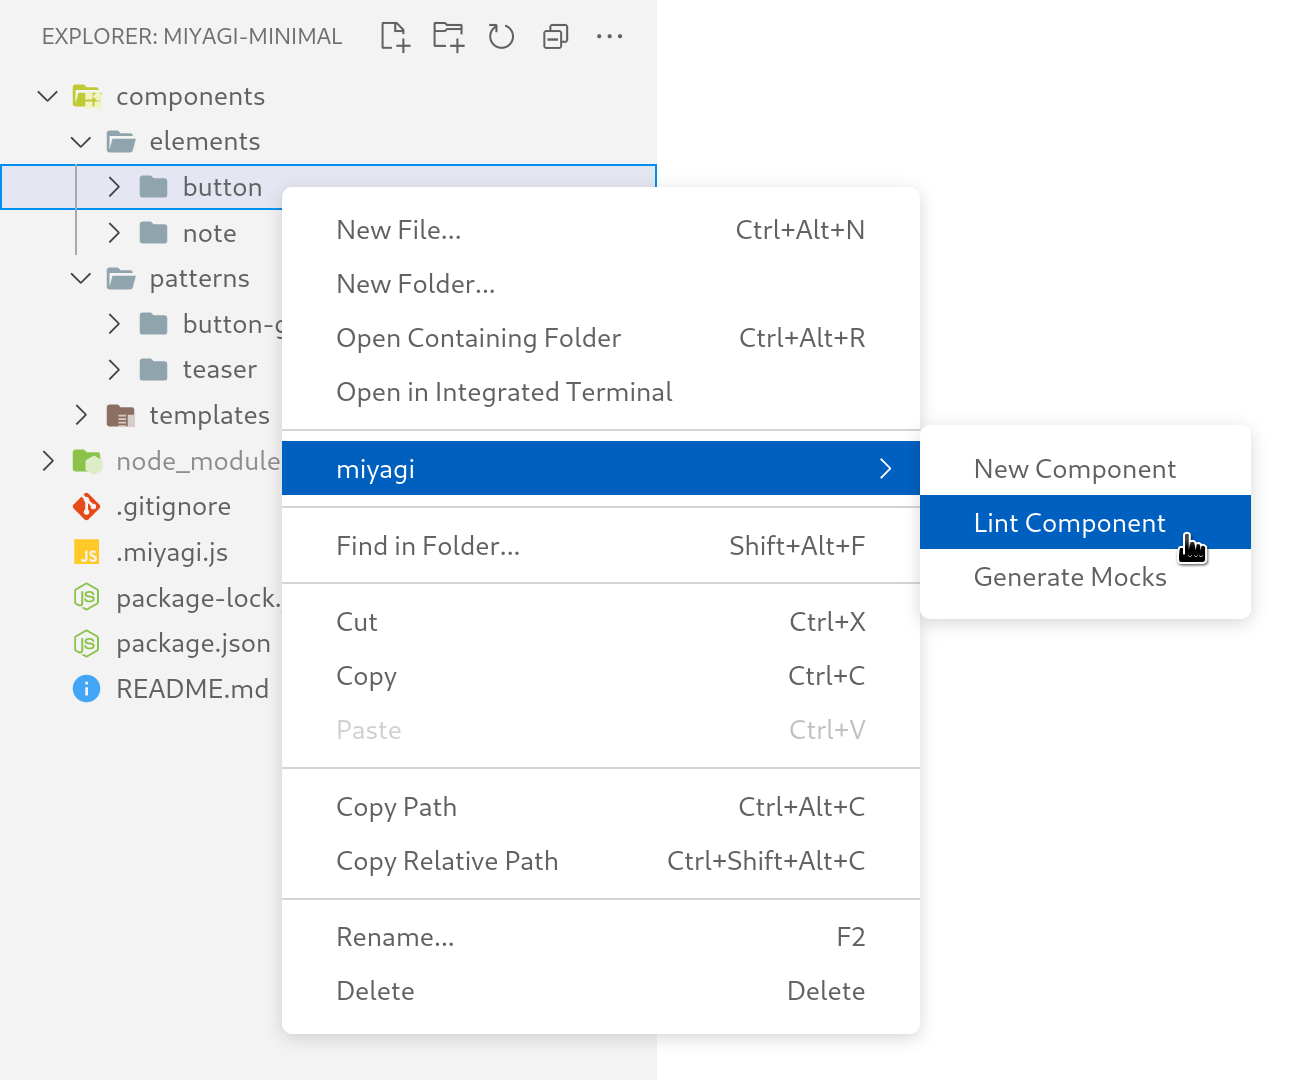 EXPLORER: MIYAGI-MINIMAL
components
elements
button
note
patterns
button-g
teaser
templates
node_module
.gitignore
JS .miyagi.js
JS package-lock.
JS package.json
README.md
New File... Ctrl+Alt+N
New Folder...
Open Containing Folder Ctrl+Alt+R
Open in Integrated Terminal
miyagi
Find in Folder... Shift+Alt+F
Cut Ctrl+X
Copy Ctrl+C
Paste Ctrl+V
Copy Path Ctrl+Alt+C
Copy Relative Path Ctrl+Shift+Alt+C
Rename... F2
Delete Delete
New Component
Lint Component
Generate Mocks